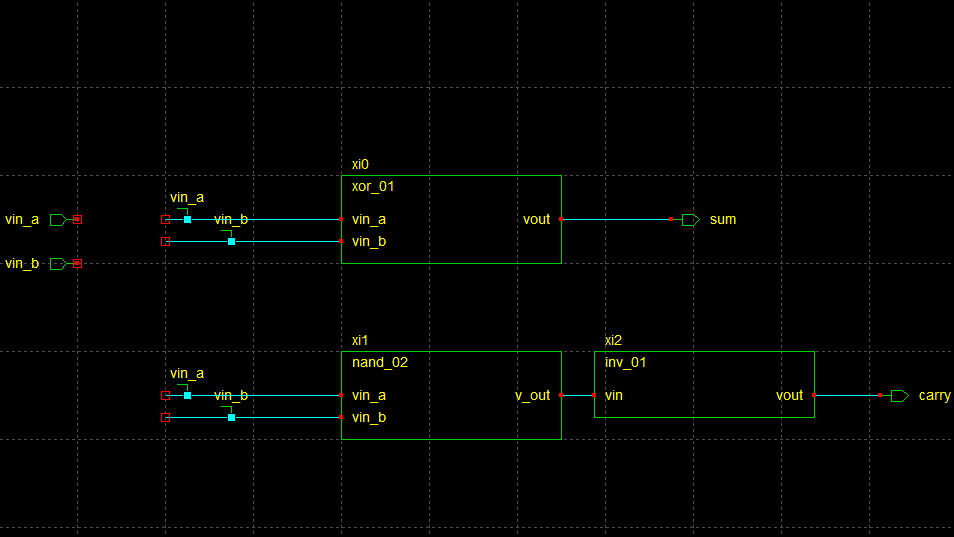 xi0
xor_01
vin_a
vin_b
vin_a vin_a vout sum
vin_b
vin_b
xi1 xi2
nand_02 inv_01
vin_a
vin_b
vin_a v_out vin vout carry
vin_b